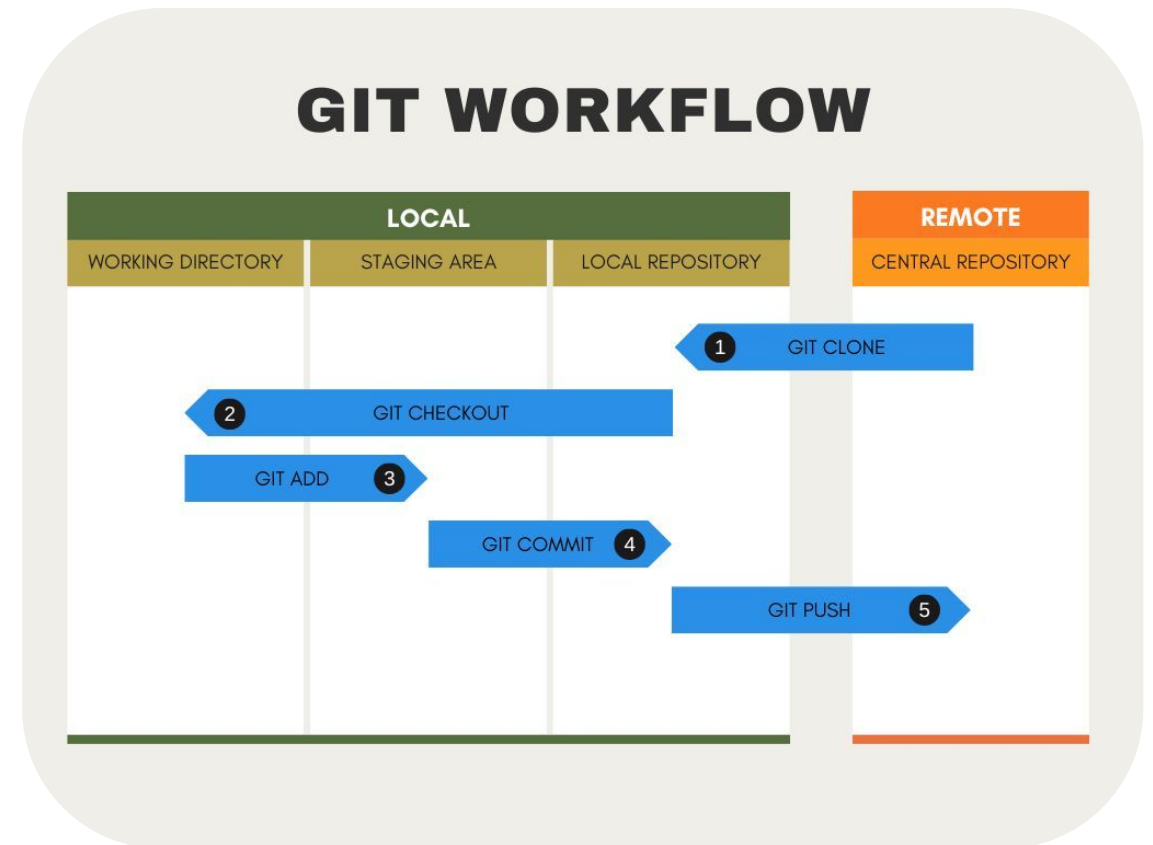 GIT WORKFLOW
LOCAL
REMOTE
WORKING DIRECTORY
STAGING AREA
LOCAL REPOSITORY
CENTRAL REPOSITORY
1 GIT CLONE
2 GIT CHECKOUT
GIT ADD 3
GIT COMMIT 4
GIT PUSH 5